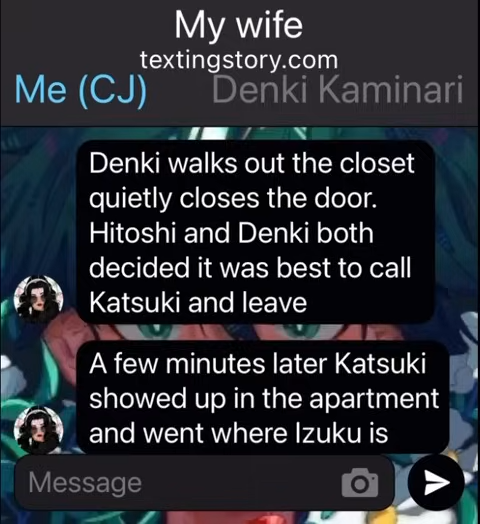 My wife
textingstory.com
Me (CJ) Denki Kaminari
Denki walks out the closet
quietly closes the door.
Hitoshi and Denki both
decided it was best to call
Katsuki and leave
A few minutes later Katsuki
showed up in the apartment
and went where Izuku is
Message